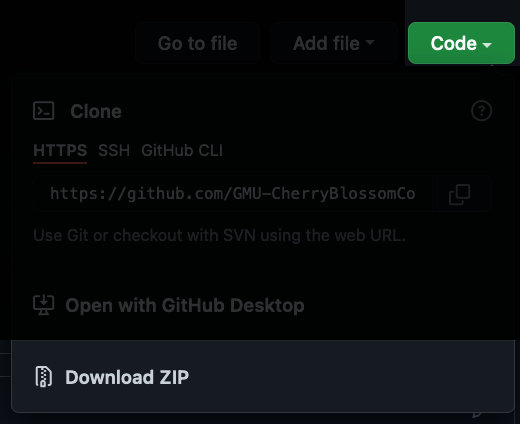 Go to file Add file Code
Clone
HTTPS SSH GitHub CLI
https://github.com/GMU-CherryBlossomCo
Use Git or checkout with SVN using the web URL.
Open with GitHub Desktop
Download ZIP